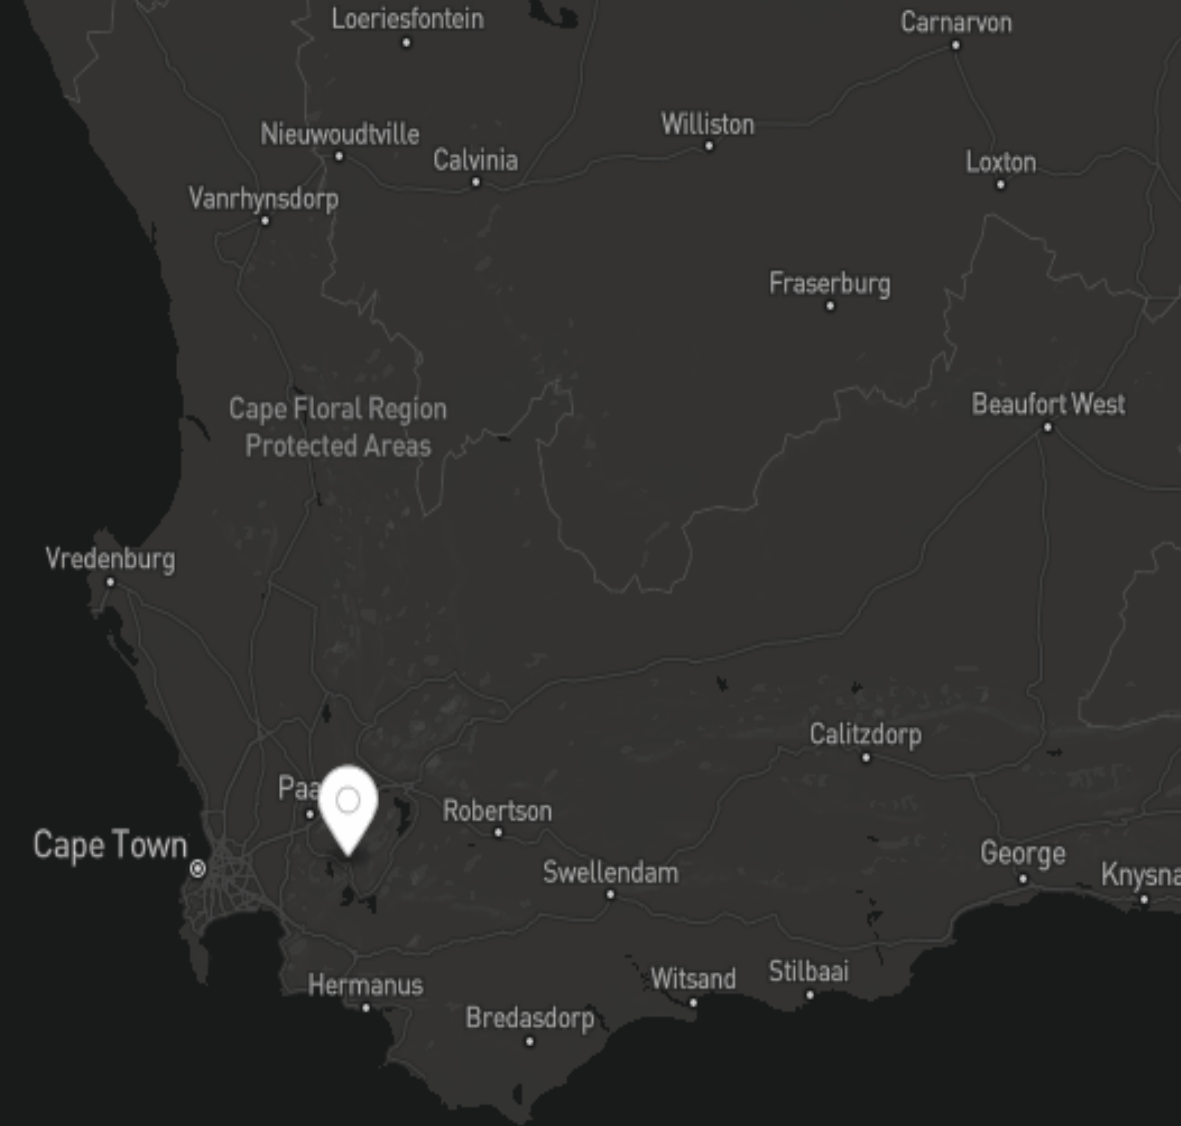 Loeriesfontein
Carnarvon
Nieuwoudtville
Calvinia
Williston
Loxton
Vanrhynsdorp
Fraserburg
Cape Floral Region
Protected Areas
Beaufort West
Vredenburg
Calitzdorp
Paa
Robertson
Cape Town
Swellendam
George
Knysna
Hermanus
Witsand
Stilbaai
Bredasdorp